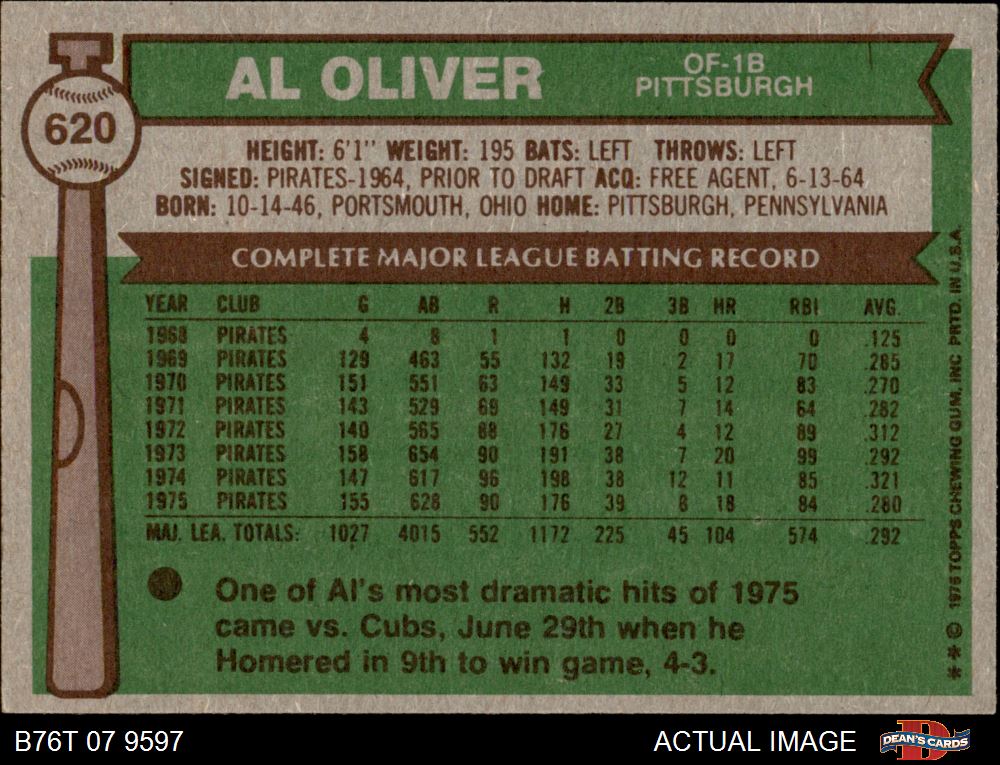 AL OLIVER
OF-1B
PITTSBURGH
620
HEIGHT: 6'1" WEIGHT: 195 BATS: LEFT THROWS: LEFT
SIGNED: PIRATES-1964, PRIOR TO DRAFT ACQ: FREE AGENT, 6-13-64
BORN: 10-14-46, PORTSMOUTH, OHIO HOME: PITTSBURGH, PENNSYLVANIA
COMPLETE MAJOR LEAGUE BATTING RECORD
YEAR CLUB G AB R H 2B 3B HR RBI AVG.
1968 PIRATES 4 8 1 1 0 0 0 0 .125
1969 PIRATES 129 463 55 132 19 2 17 70 .285
1970 PIRATES 151 551 63 149 33 5 12 83 .270
1971 PIRATES 143 529 69 149 31 7 14 64 .282
1972 PIRATES 140 565 88 176 27 4 12 89 .312
1973 PIRATES 158 654 90 191 38 7 20 99 .292
1974 PIRATES 147 617 96 198 38 12 11 85 .321
1975 PIRATES 155 628 90 176 39 8 18 84 .280
MAJ. LEA. TOTALS: 1027 4015 552 1172 225 45 104 574 .292
One of Al's most dramatic hits of 1975
came vs. Cubs, June 29th when he
Homered in 9th to win game, 4-3.
** © 1976 TOPPS CHEWING GUM, INC PRTD. IN U.S.A.
B76T 07 9597
ACTUAL IMAGE
DEAN'S CARDS